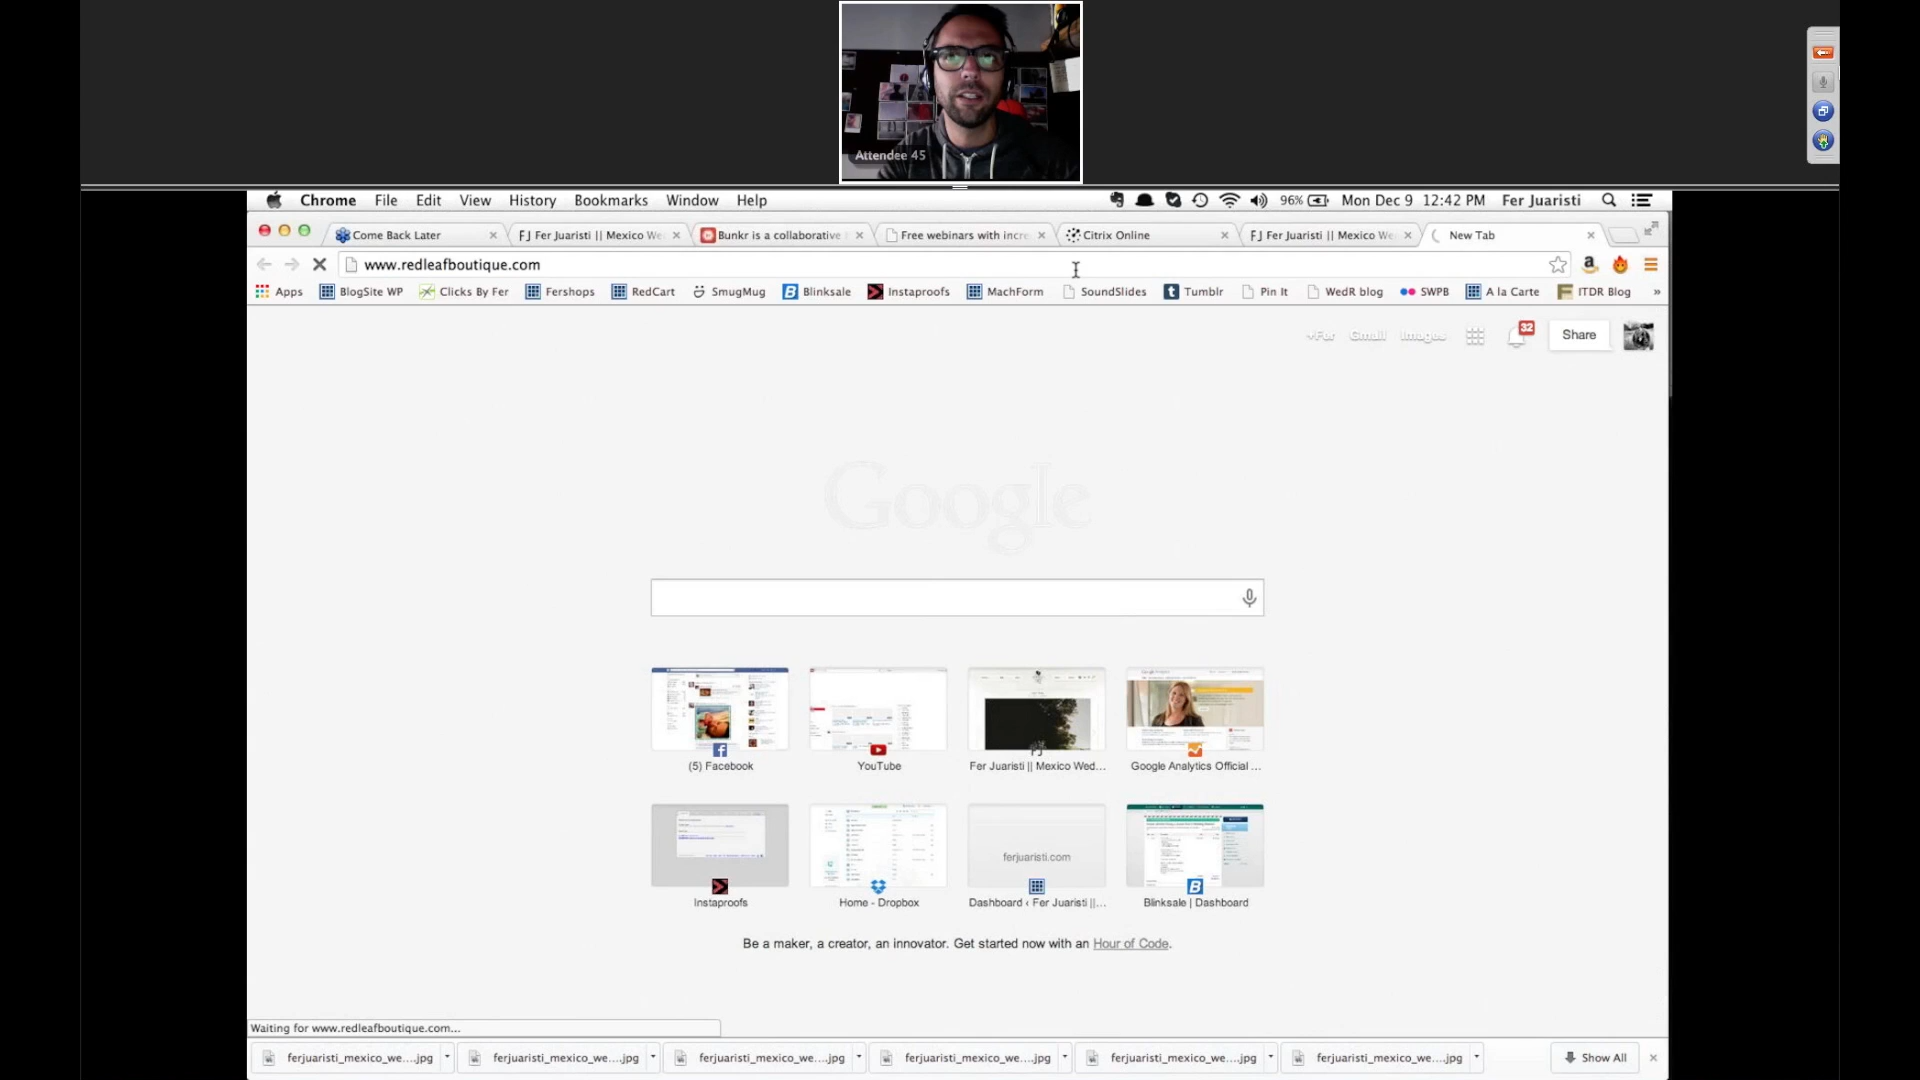 Attendee 45
Chrome File Edit View History Bookmarks Window Help 96% Mon Dec 9 12:42 PM Fer Juaristi
Come Back Later FJ Fer Juaristi || Mexico We Bunkr is a collaborative Free webinars with incre Citrix Online FJ Fer Juaristi || Mexico We New Tab
www.redleafboutique.com
Apps BlogSite WP Clicks By Fer Fershops RedCart SmugMug Blinksale Instaproofs MachForm SoundSlides Tumblr Pin It WedR blog SWPB A la Carte ITDR Blog »
+Fer Gmail Images 32 Share
Google
(5) Facebook YouTube Fer Juaristi || Mexico Wed... Google Analytics Official ...
ferjuaristi.com
Instaproofs Home - Dropbox Dashboard ‹ Fer Juaristi ||... Blinksale | Dashboard
Be a maker, a creator, an innovator. Get started now with an Hour of Code.
Waiting for www.redleafboutique.com...
ferjuaristi_mexico_we....jpg ferjuaristi_mexico_we....jpg ferjuaristi_mexico_we....jpg ferjuaristi_mexico_we....jpg ferjuaristi_mexico_we....jpg ferjuaristi_mexico_we....jpg Show All